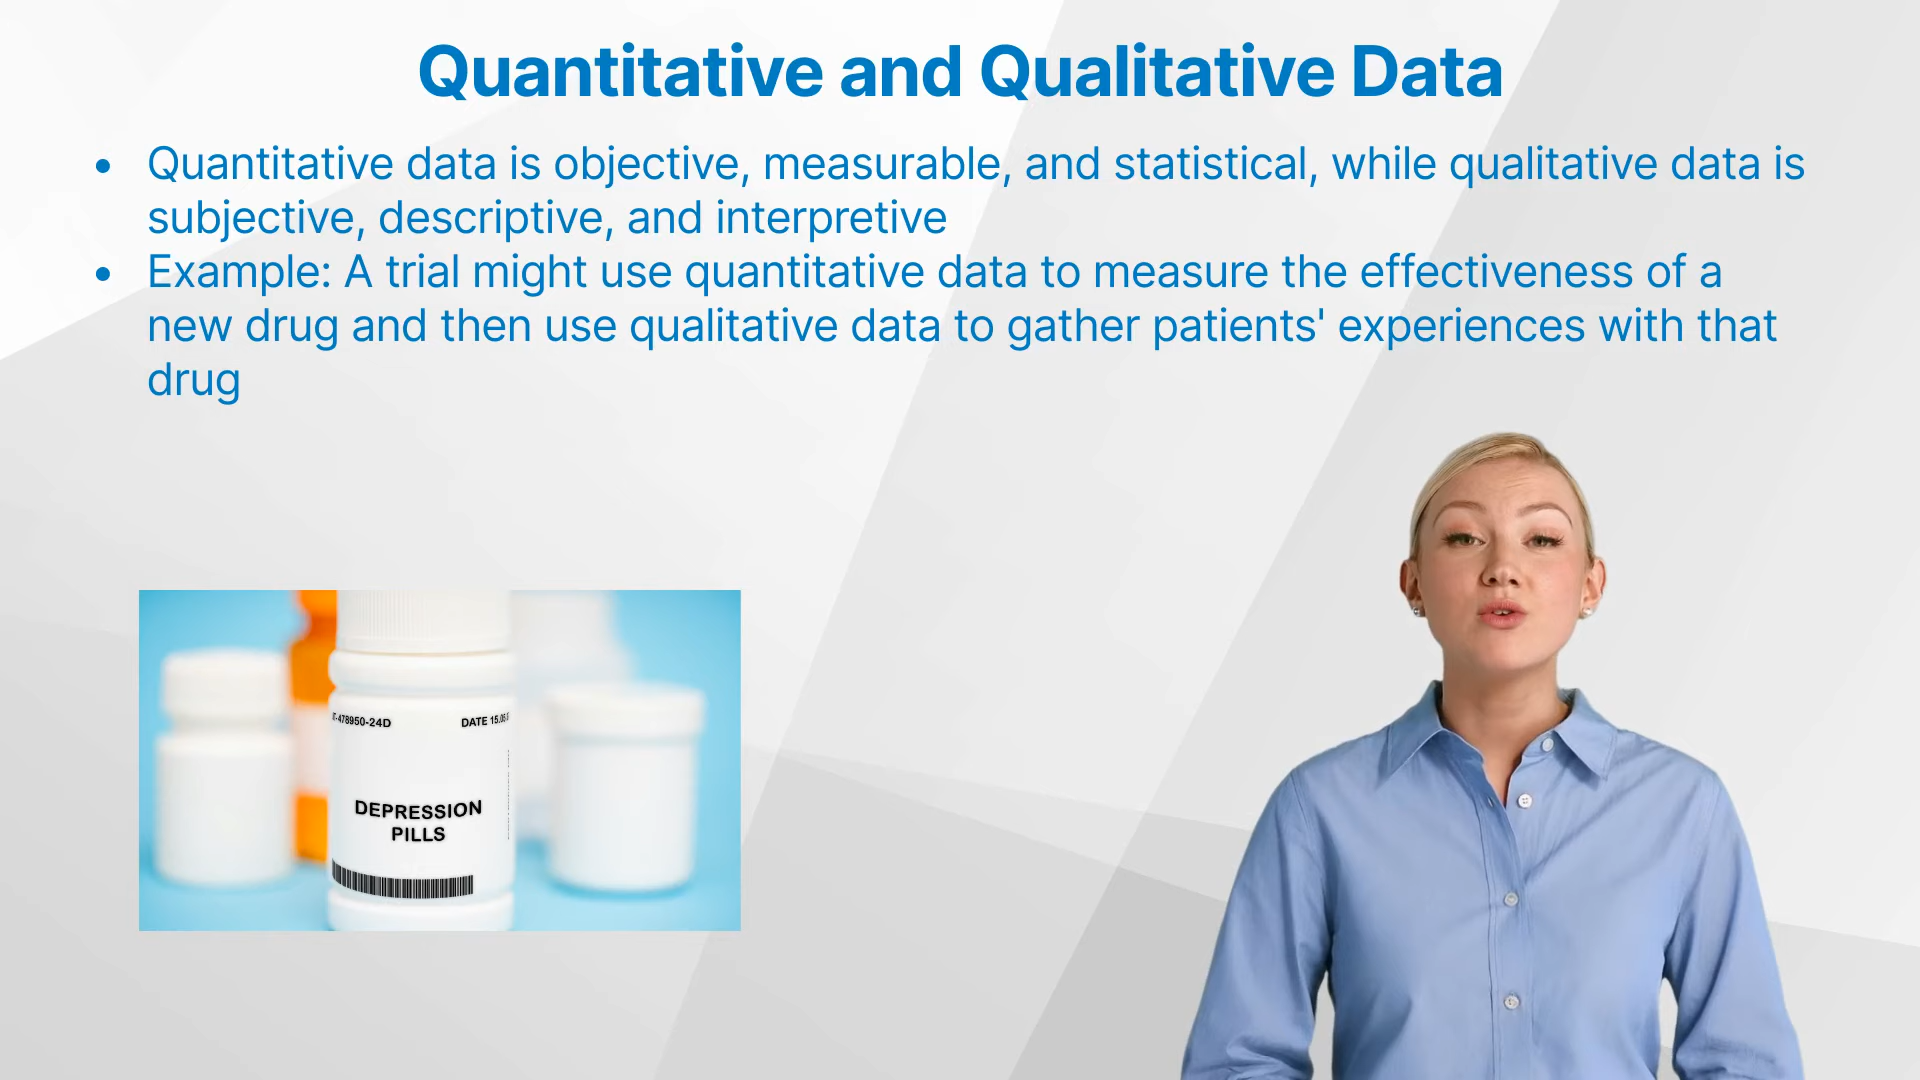 Quantitative and Qualitative Data
• Quantitative data is objective, measurable, and statistical, while qualitative data is
subjective, descriptive, and interpretive
• Example: A trial might use quantitative data to measure the effectiveness of a
new drug and then use qualitative data to gather patients' experiences with that
drug
-478950-24D
DATE 15.05
DEPRESSION
PILLS